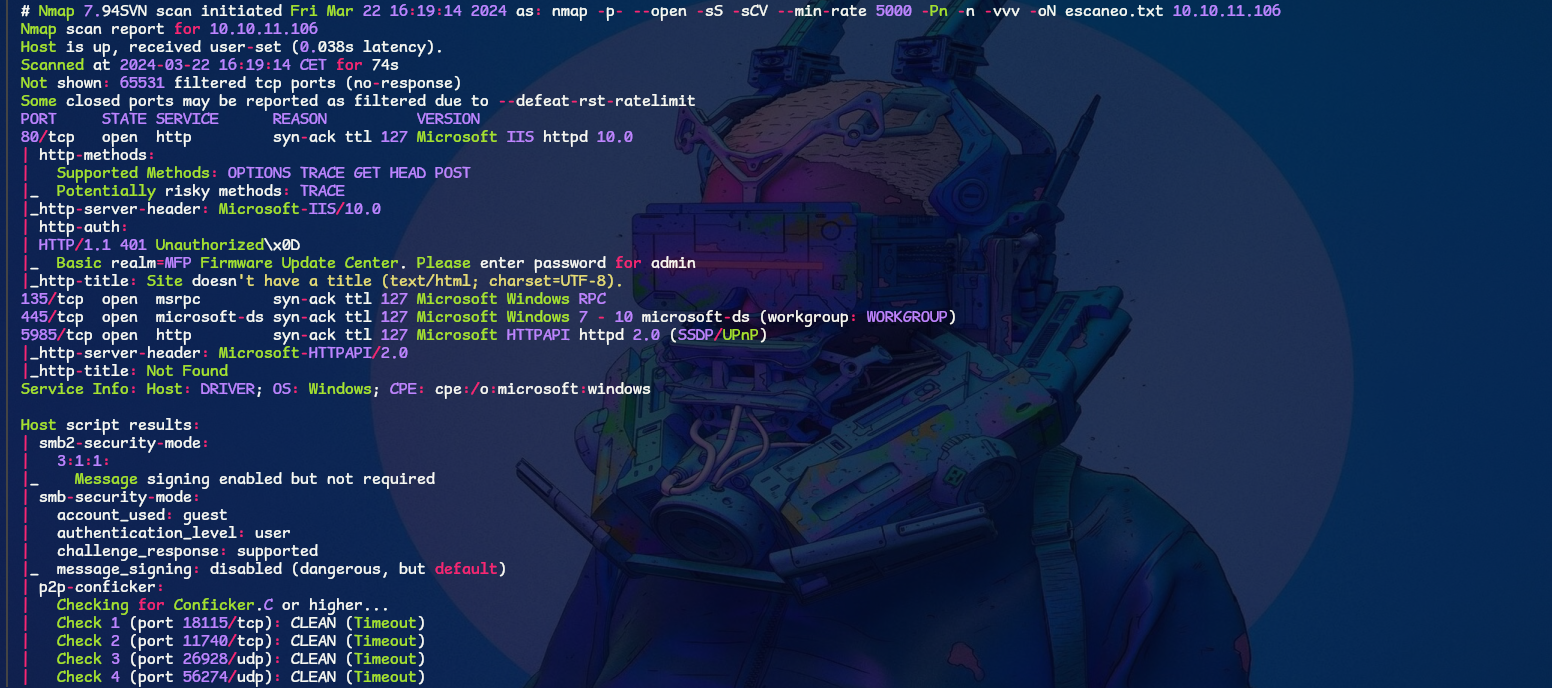 # Nmap 7.94SVN scan initiated Fri Mar 22 16:19:14 2024 as: nmap -p- --open -sS -sCV --min-rate 5000 -Pn -n -vvv -oN escaneo.txt 10.10.11.106
Nmap scan report for 10.10.11.106
Host is up, received user-set (0.038s latency).
Scanned at 2024-03-22 16:19:14 CET for 74s
Not shown: 65531 filtered tcp ports (no-response)
Some closed ports may be reported as filtered due to --defeat-rst-ratelimit
PORT     STATE SERVICE      REASON          VERSION
80/tcp   open  http         syn-ack ttl 127 Microsoft IIS httpd 10.0
| http-methods:
|   Supported Methods: OPTIONS TRACE GET HEAD POST
|_  Potentially risky methods: TRACE
|_http-server-header: Microsoft-IIS/10.0
| http-auth:
| HTTP/1.1 401 Unauthorized\x0D
|_  Basic realm=MFP Firmware Update Center. Please enter password for admin
|_http-title: Site doesn't have a title (text/html; charset=UTF-8).
135/tcp  open  msrpc        syn-ack ttl 127 Microsoft Windows RPC
445/tcp  open  microsoft-ds syn-ack ttl 127 Microsoft Windows 7 - 10 microsoft-ds (workgroup: WORKGROUP)
5985/tcp open  http         syn-ack ttl 127 Microsoft HTTPAPI httpd 2.0 (SSDP/UPnP)
|_http-server-header: Microsoft-HTTPAPI/2.0
|_http-title: Not Found
Service Info: Host: DRIVER; OS: Windows; CPE: cpe:/o:microsoft:windows

Host script results:
| smb2-security-mode:
|   3:1:1:
|_    Message signing enabled but not required
| smb-security-mode:
|   account_used: guest
|   authentication_level: user
|   challenge_response: supported
|_  message_signing: disabled (dangerous, but default)
| p2p-conficker:
|   Checking for Conficker.C or higher...
|   Check 1 (port 18115/tcp): CLEAN (Timeout)
|   Check 2 (port 11740/tcp): CLEAN (Timeout)
|   Check 3 (port 26928/udp): CLEAN (Timeout)
|   Check 4 (port 56274/udp): CLEAN (Timeout)